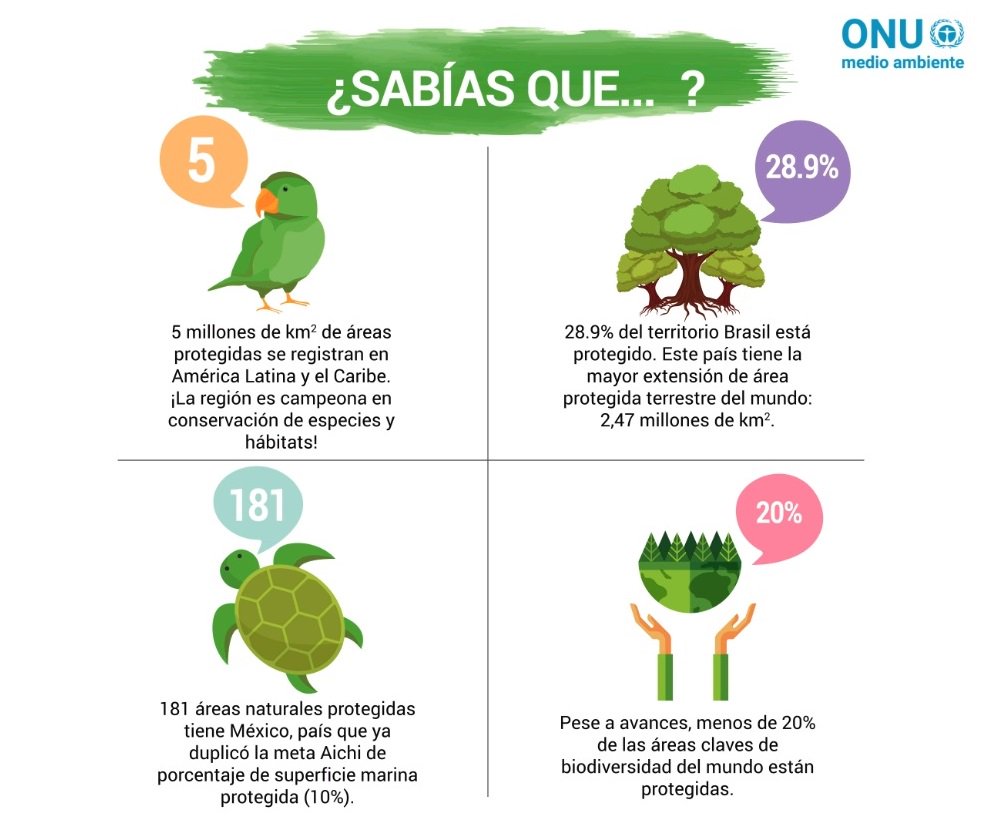 ONU
medio ambiente
¿SABÍAS QUE... ?
5
5 millones de km² de áreas
protegidas se registran en
América Latina y el Caribe.
¡La región es campeona en
conservación de especies y
hábitats!
28.9%
28.9% del territorio Brasil está
protegido. Este país tiene la
mayor extensión de área
protegida terrestre del mundo:
2,47 millones de km².
181
181 áreas naturales protegidas
tiene México, país que ya
duplicó la meta Aichi de
porcentaje de superficie marina
protegida (10%).
20%
Pese a avances, menos de 20%
de las áreas claves de
biodiversidad del mundo están
protegidas.